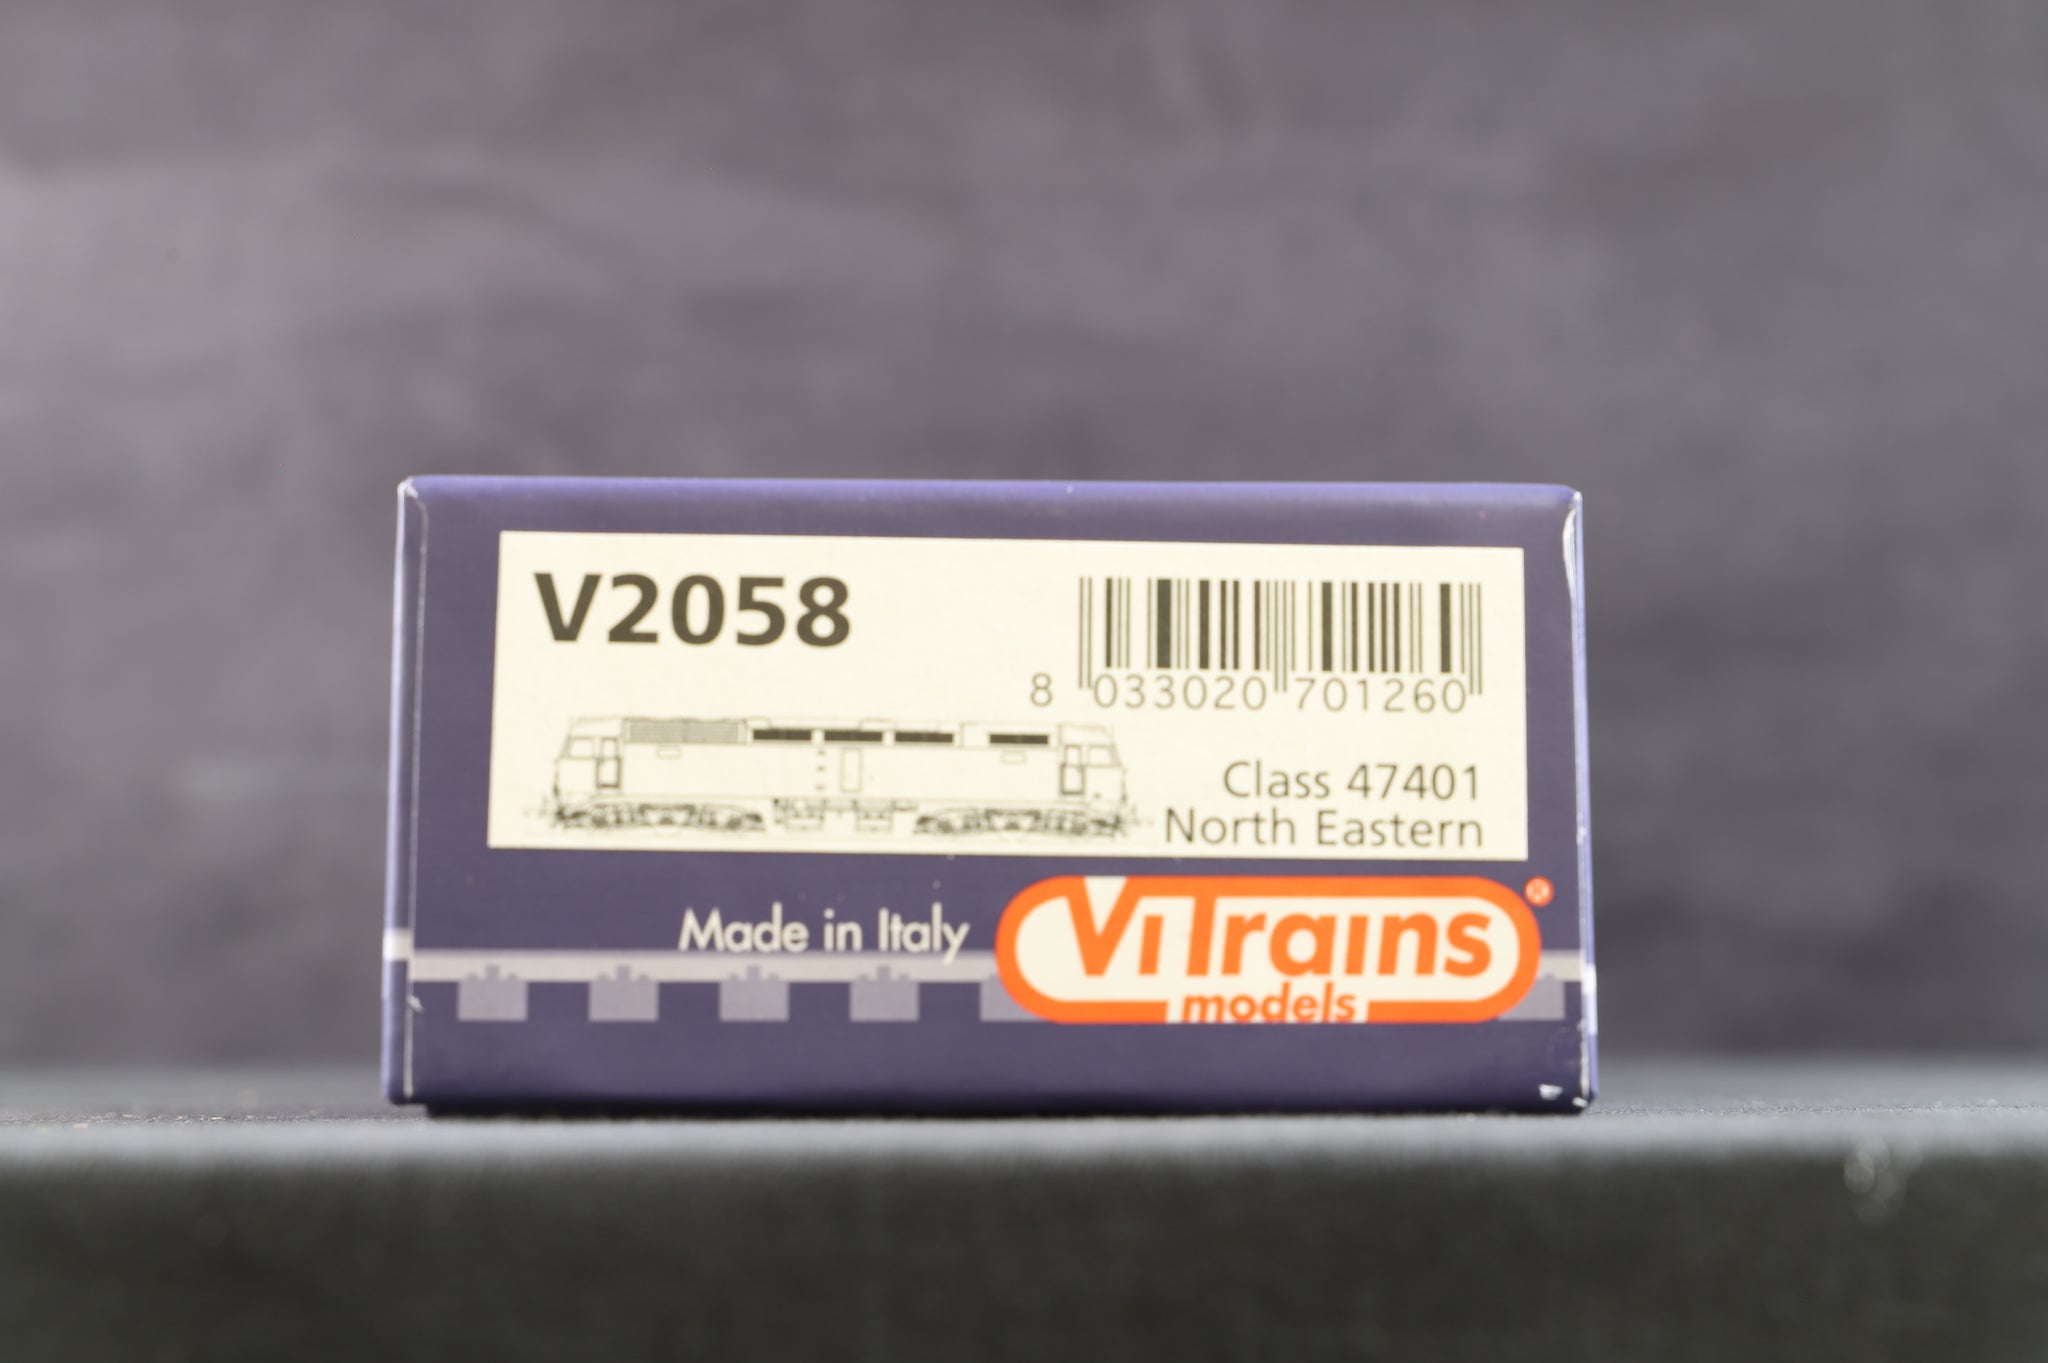 V2058
8 033020 701260
Class 47401
North Eastern
Made in Italy
ViTrains®
models